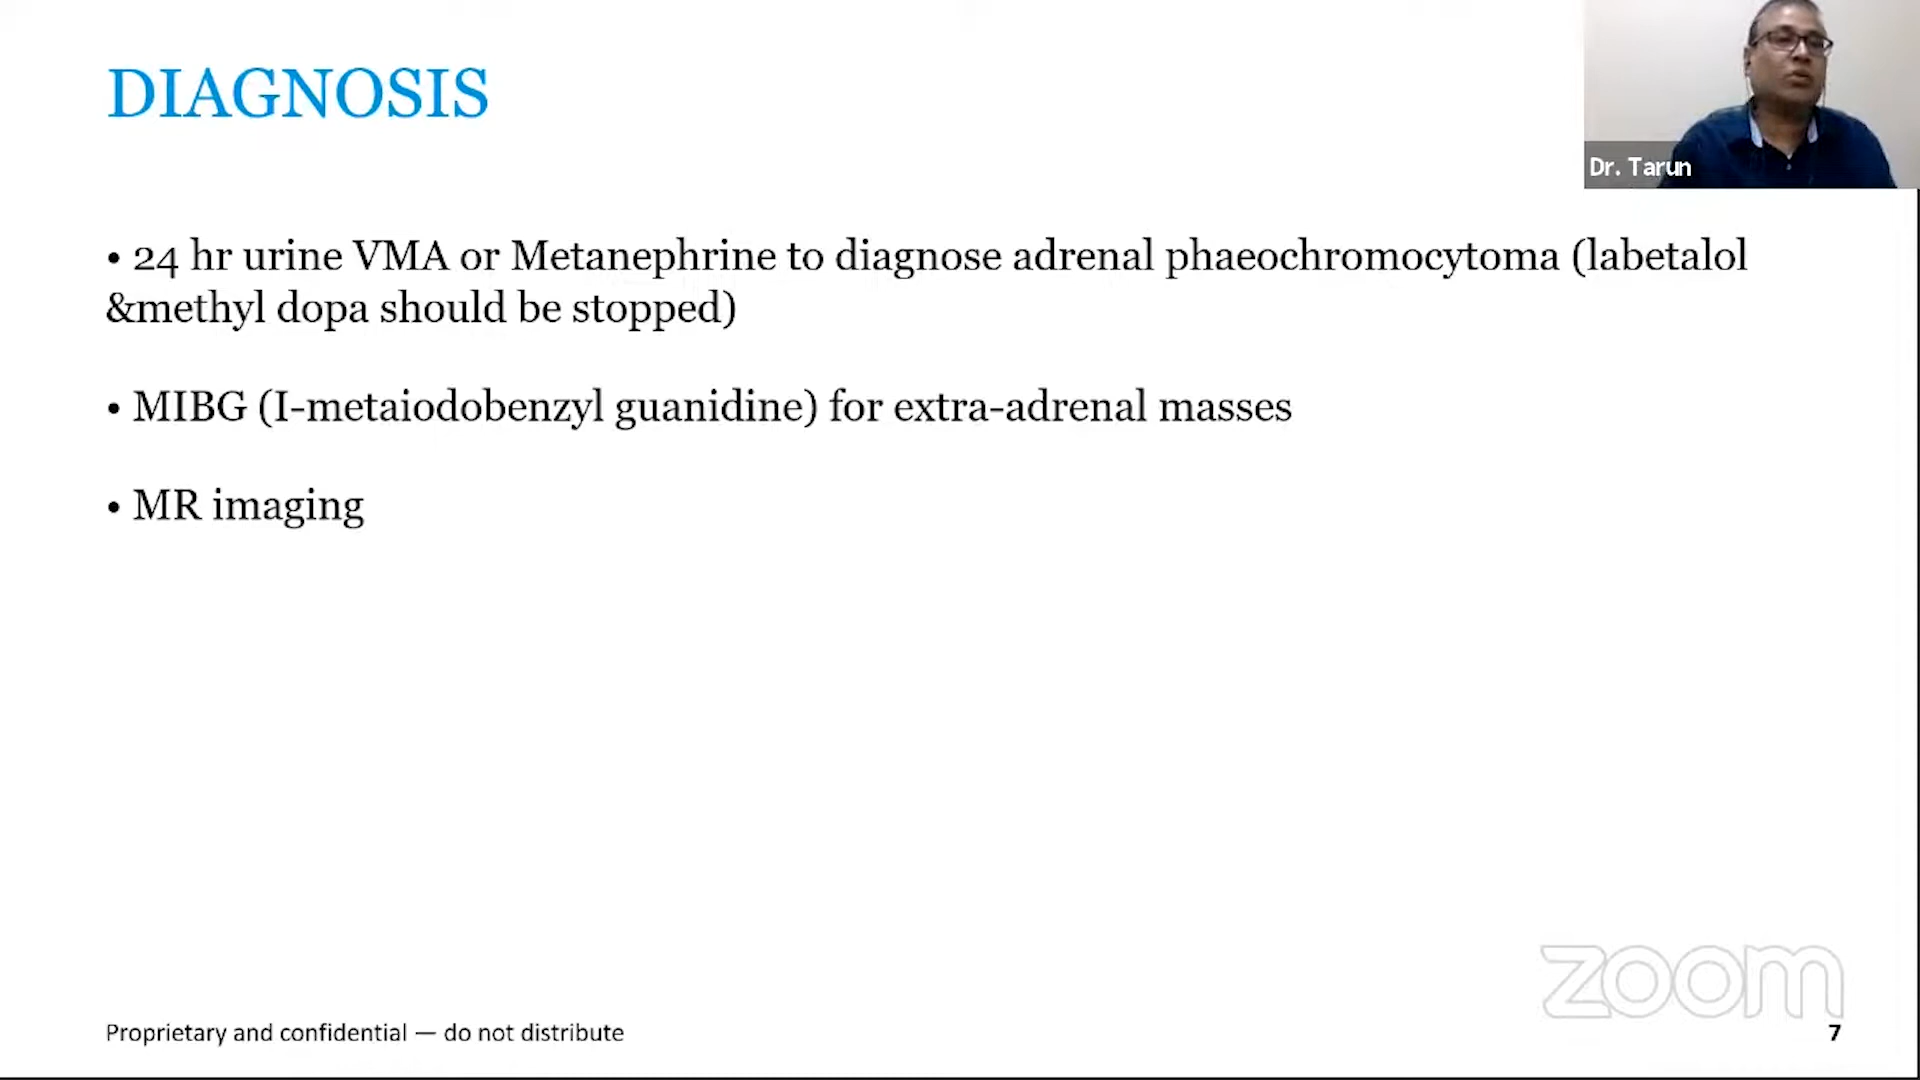 DIAGNOSIS
Dr. Tarun
• 24 hr urine VMA or Metanephrine to diagnose adrenal phaeochromocytoma (labetalol
&methyl dopa should be stopped)
• MIBG (I-metaiodobenzyl guanidine) for extra-adrenal masses
• MR imaging
zoom
Proprietary and confidential — do not distribute
7